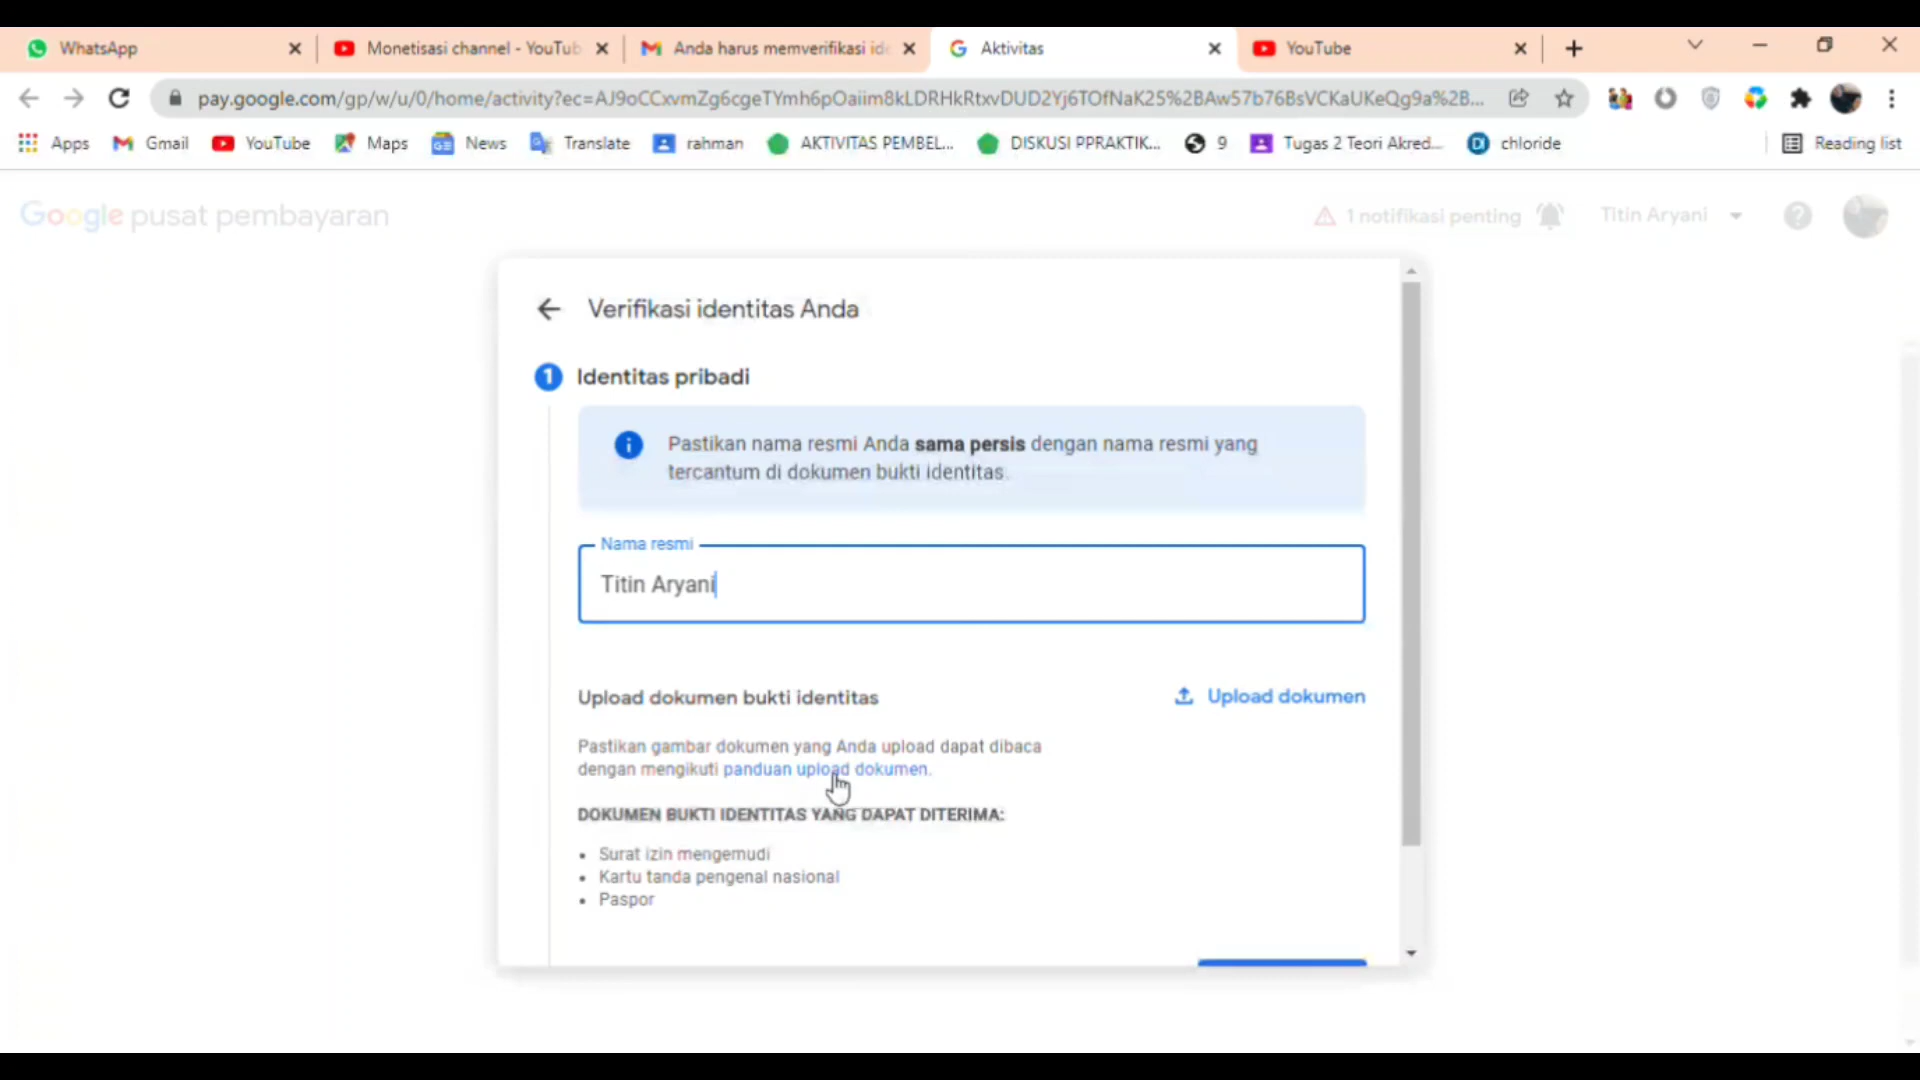 WhatsApp
Monetisasi channel - YouTub
Anda harus memverifikasi ide
Aktivitas
YouTube
pay.google.com/gp/w/u/0/home/activity?ec=AJ9oCCxvmZg6cgeTYmh6pOaiim8kLDRHkRtxvDUD2Yj6TOfNaK25%2BAw57b76BsVCKaUKeQg9a%2B...
Apps
Gmail
YouTube
Maps
News
Translate
rahman
AKTIVITAS PEMBEL...
DISKUSI PPRAKTIK...
9
Tugas 2 Teori Akred...
chloride
Reading list
Google pusat pembayaran
1 notifikasi penting
Titin Aryani
Verifikasi identitas Anda
1 Identitas pribadi
Pastikan nama resmi Anda sama persis dengan nama resmi yang
tercantum di dokumen bukti identitas.
Nama resmi
Titin Aryani
Upload dokumen bukti identitas
Upload dokumen
Pastikan gambar dokumen yang Anda upload dapat dibaca
dengan mengikuti panduan upload dokumen.
DOKUMEN BUKTI IDENTITAS YANG DAPAT DITERIMA:
• Surat izin mengemudi
• Kartu tanda pengenal nasional
• Paspor